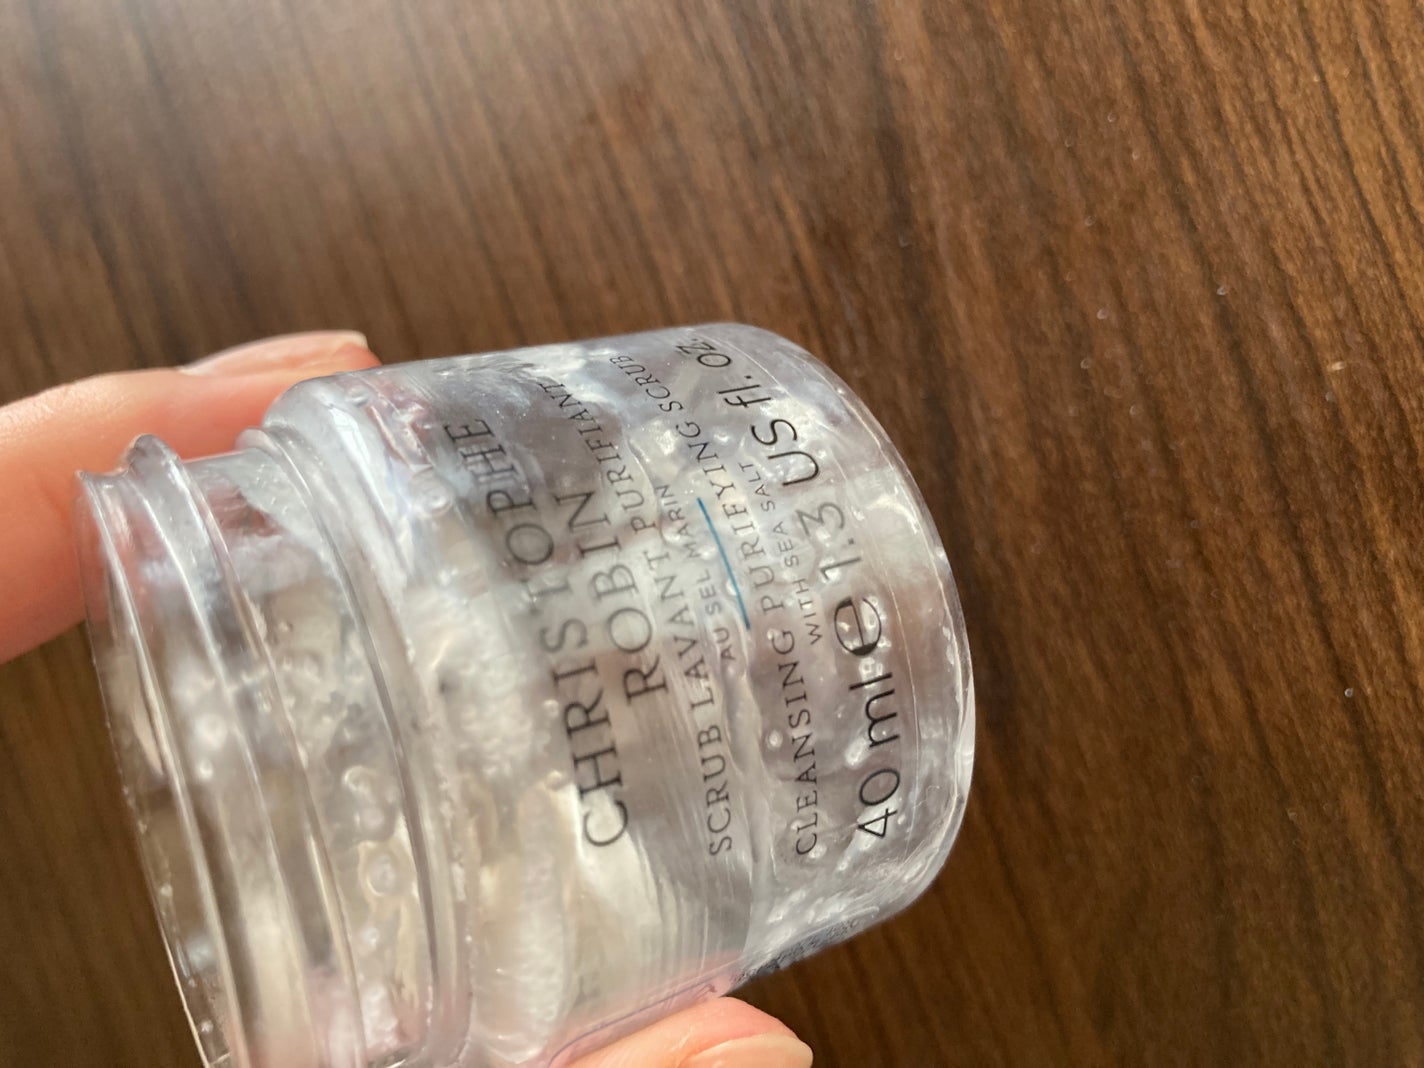 CHRISTOPHE
ROBIN
SCRUB LAVANT PURIFIANT
AU SEL MARIN
CLEANSING PURIFYING SCRUB
WITH SEA SALT
40 ml e 1.3 US fl. oz.